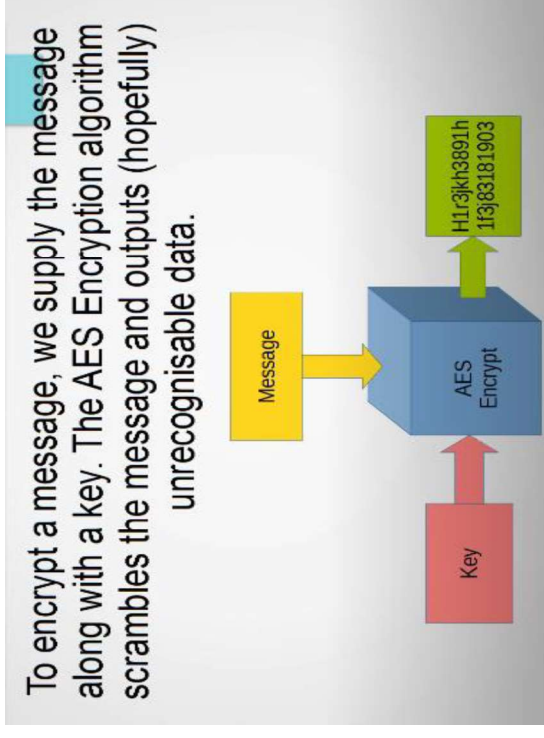 To encrypt a message, we supply the message
along with a key. The AES Encryption algorithm
scrambles the message and outputs (hopefully)
unrecognisable data.
Message
Key
AES
Encrypt
H1r3jkh3891h
1f3j83181903